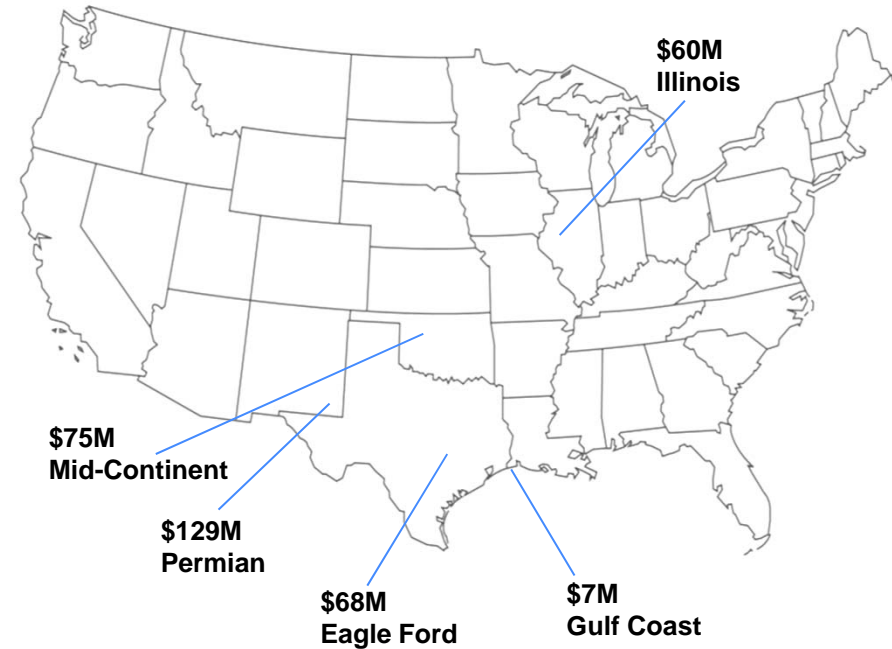 $60M
Illinois
$75M
Mid-Continent
$129M
Permian
$68M
Eagle Ford
$7M
Gulf Coast